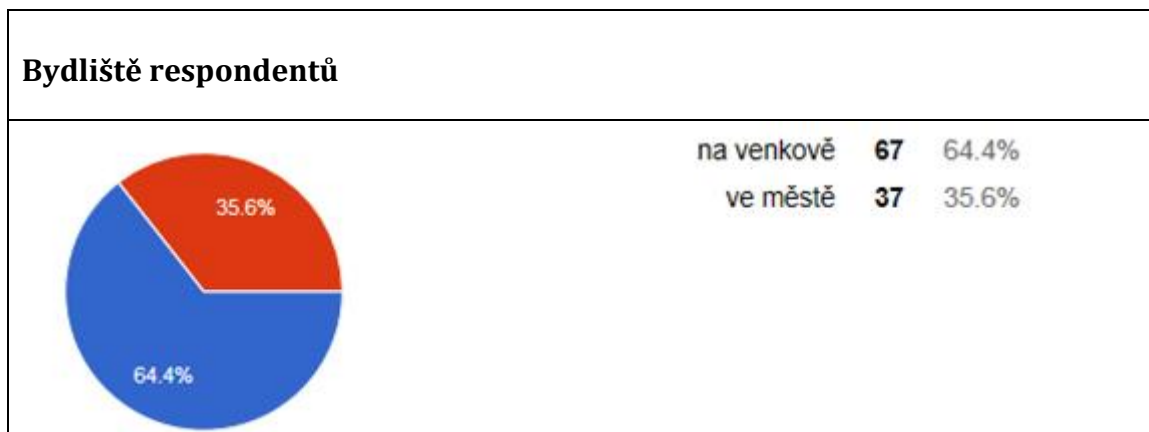 Bydliště respondentů
na venkově 67 64.4%
ve městě 37 35.6%
35.6%
64.4%